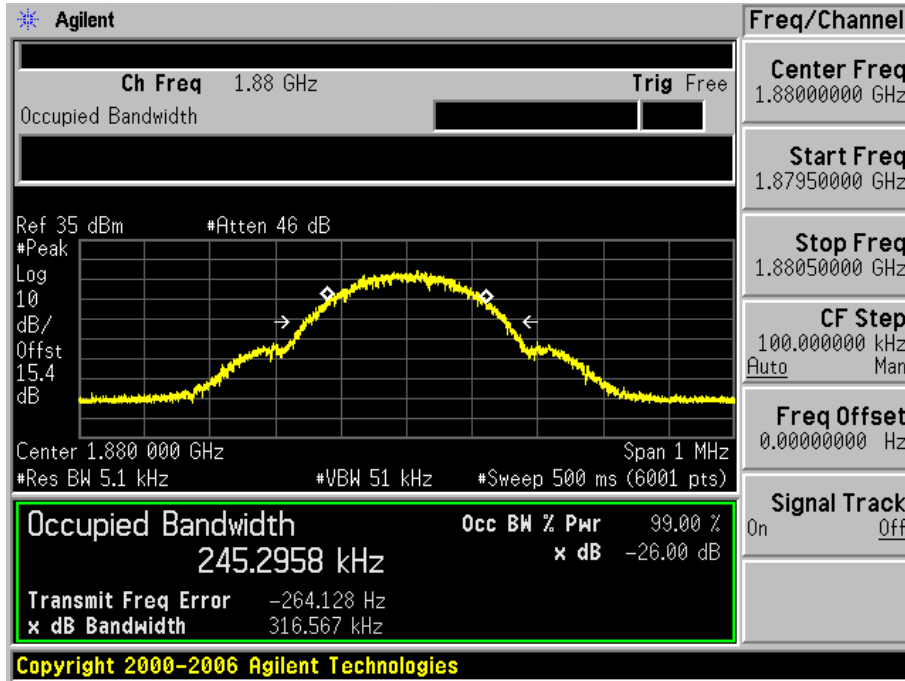 Agilent
Freq/Channel
Ch Freq 1.88 GHz Trig Free
Occupied Bandwidth
Center Freq
1.88000000 GHz
Start Freq
1.87950000 GHz
Stop Freq
1.88050000 GHz
CF Step
100.000000 kHz
Auto Man
Freq Offset
0.00000000 Hz
Signal Track
On Off
Ref 35 dBm #Atten 46 dB
#Peak
Log
10
dB/
Offst
15.4
dB
Center 1.880 000 GHz Span 1 MHz
#Res BW 5.1 kHz #VBW 51 kHz #Sweep 500 ms (6001 pts)
Occupied Bandwidth
245.2958 kHz
Occ BW % Pwr 99.00 %
x dB -26.00 dB
Transmit Freq Error -264.128 Hz
x dB Bandwidth 316.567 kHz
Copyright 2000-2006 Agilent Technologies